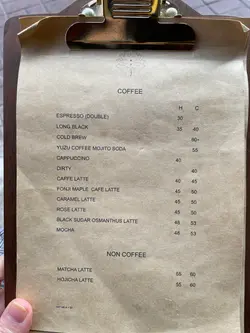 COFFEE
H C
ESPRESSO (DOUBLE) 30
LONG BLACK 35 40
COLD BREW 90-
YUZU COFFEE MOJITO SODA 55
CAPPUCCINO 40
DIRTY 40
CAFFE LATTE 40 45
FONJI MAPLE CAFE LATTE 45 50
CARAMEL LATTE 45 50
ROSE LATTE 45 50
BLACK SUGAR OSMANTHUS LATTE 48 53
MOCHA 48 53
NON COFFEE
MATCHA LATTE 55 60
HOJICHA LATTE 55 60